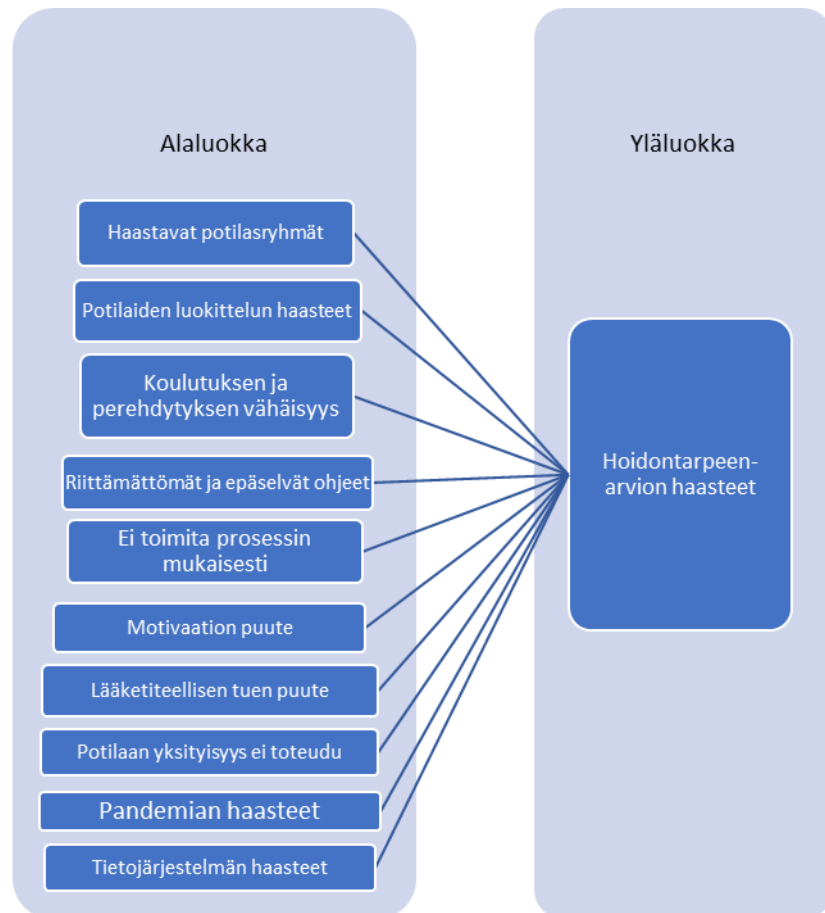 Alaluokka
Haastavat potilasryhmät
Potilaiden luokittelun haasteet
Koulutuksen ja
perehdytyksen vähäisyys
Riittämättömät ja epäselvät ohjeet
Ei toimita prosessin
mukaisesti
Motivaation puute
Lääketiteellisen tuen puute
Potilaan yksityisyys ei toteudu
Pandemian haasteet
Tietojärjestelmän haasteet
Yläluokka
Hoidontarpeen-
arvion haasteet